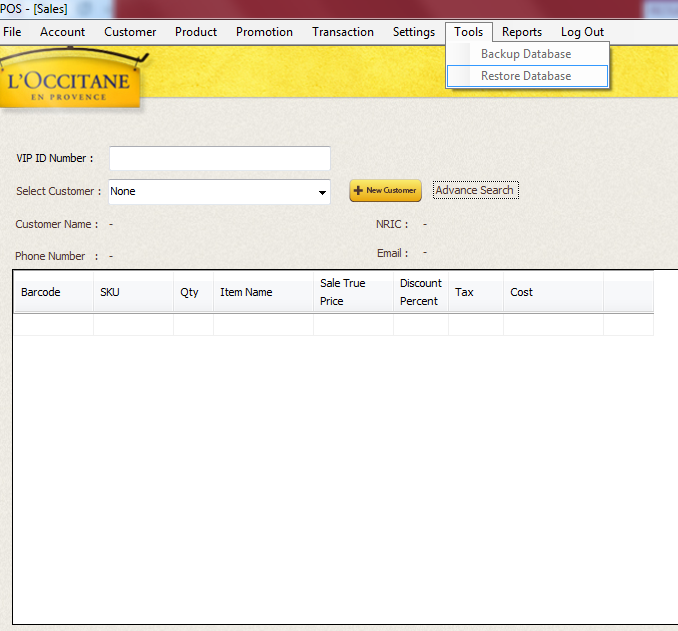 POS - [Sales]
File Account Customer Product Promotion Transaction Settings Tools Reports Log Out
Backup Database
Restore Database
L'OCCITANE
EN PROVENCE
VIP ID Number :
Select Customer : None New Customer Advance Search
Customer Name : - NRIC : -
Phone Number : - Email : -
Barcode SKU Qty Item Name Sale True Price Discount Percent Tax Cost